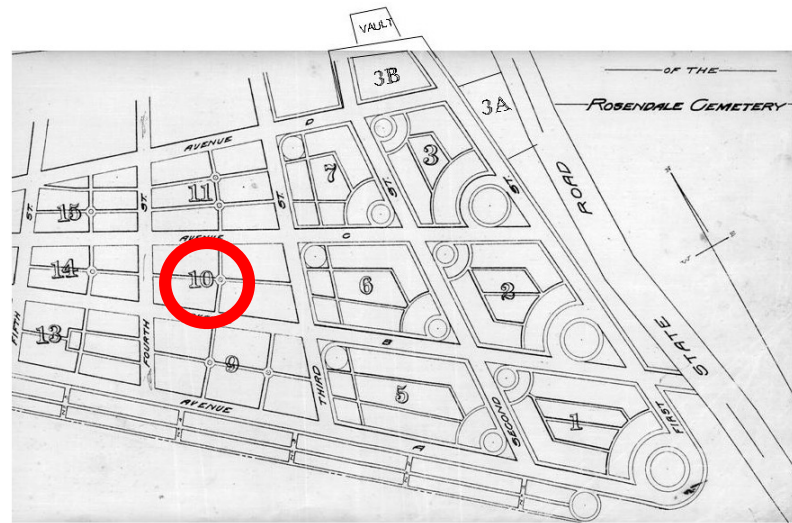 VAULT
OF THE
3B
ROSENDALE CEMETERY
3A
D
AVENUE
3
7
ST.
ST.
ROAD
11
ST.
ST.
15
ST.
C
AVENUE
14
10
6
2
B
STATE
FIFTH
13
FOURTH
9
THIRD
5
SECOND
1
FIRST
AVENUE
A